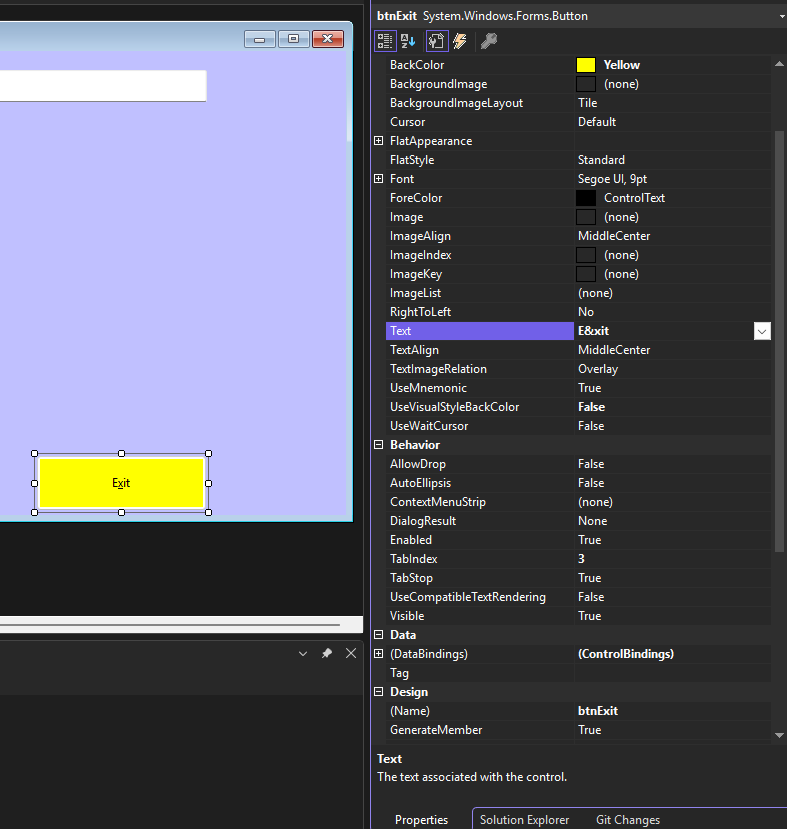 btnExit System.Windows.Forms.Button
BackColor Yellow
BackgroundImage (none)
BackgroundImageLayout Tile
Cursor Default
FlatAppearance
FlatStyle Standard
Font Segoe UI, 9pt
ForeColor ControlText
Image (none)
ImageAlign MiddleCenter
ImageIndex (none)
ImageKey (none)
ImageList (none)
RightToLeft No
Text E&xit
TextAlign MiddleCenter
TextImageRelation Overlay
UseMnemonic True
UseVisualStyleBackColor False
UseWaitCursor False
Behavior
AllowDrop False
AutoEllipsis False
ContextMenuStrip (none)
DialogResult None
Enabled True
TabIndex 3
TabStop True
UseCompatibleTextRendering False
Visible True
Data
(DataBindings) (ControlBindings)
Tag
Design
(Name) btnExit
GenerateMember True
Text
The text associated with the control.
Properties Solution Explorer Git Changes
Exit